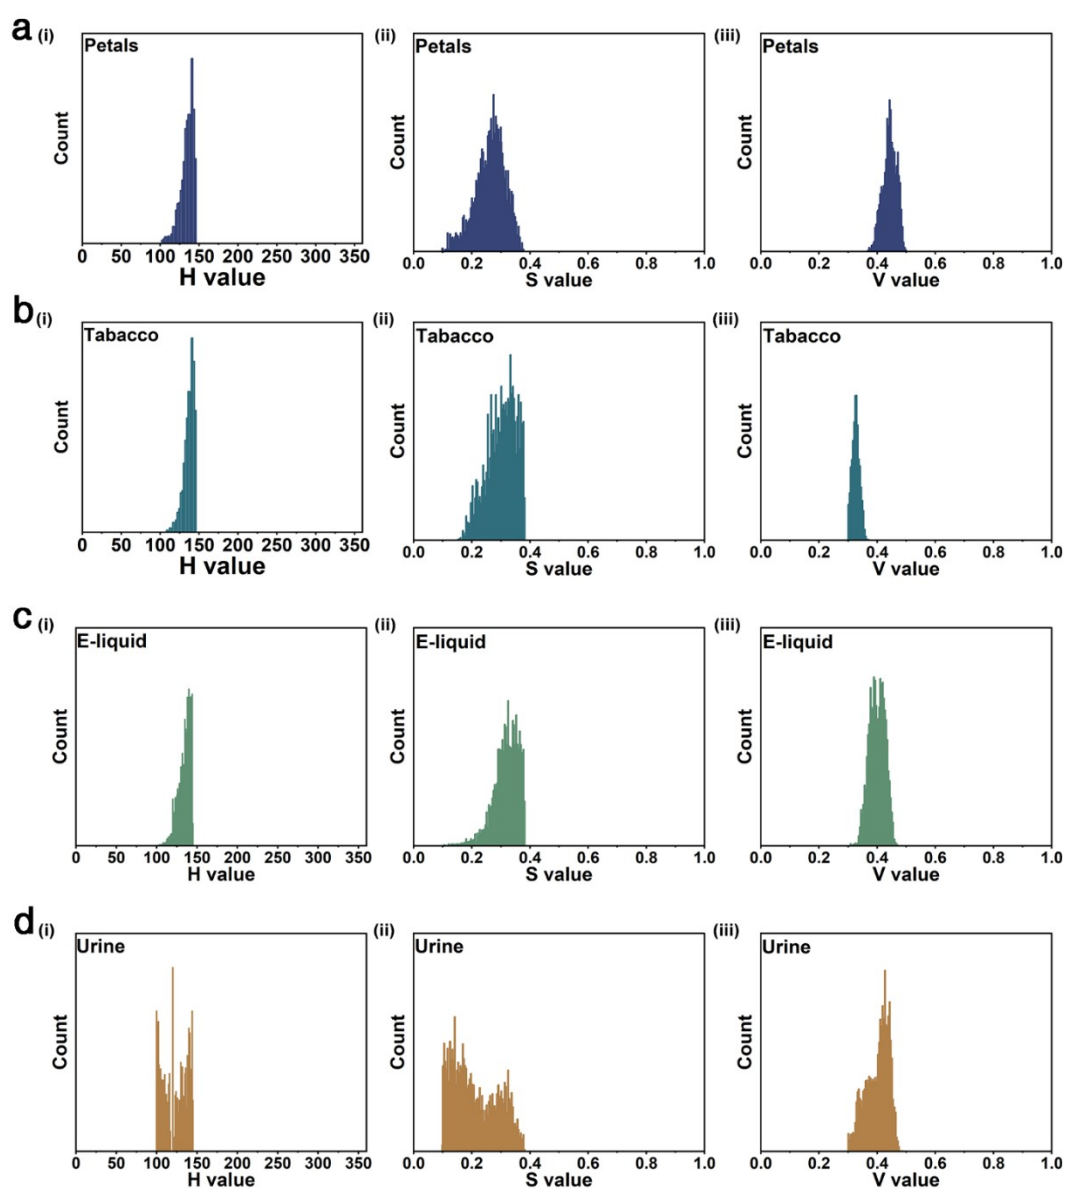 a (i) (ii) (iii)
Petals Petals Petals
Count Count Count
0 50 100 150 200 250 300 350 0.0 0.2 0.4 0.6 0.8 1.0 0.0 0.2 0.4 0.6 0.8 1.0
H value S value V value
b (i) (ii) (iii)
Tabacco Tabacco Tabacco
Count Count Count
0 50 100 150 200 250 300 350 0.0 0.2 0.4 0.6 0.8 1.0 0.0 0.2 0.4 0.6 0.8 1.0
H value S value V value
c (i) (ii) (iii)
E-liquid E-liquid E-liquid
Count Count Count
0 50 100 150 200 250 300 350 0.0 0.2 0.4 0.6 0.8 1.0 0.0 0.2 0.4 0.6 0.8 1.0
H value S value V value
d (i) (ii) (iii)
Urine Urine Urine
Count Count Count
0 50 100 150 200 250 300 350 0.0 0.2 0.4 0.6 0.8 1.0 0.0 0.2 0.4 0.6 0.8 1.0
H value S value V value